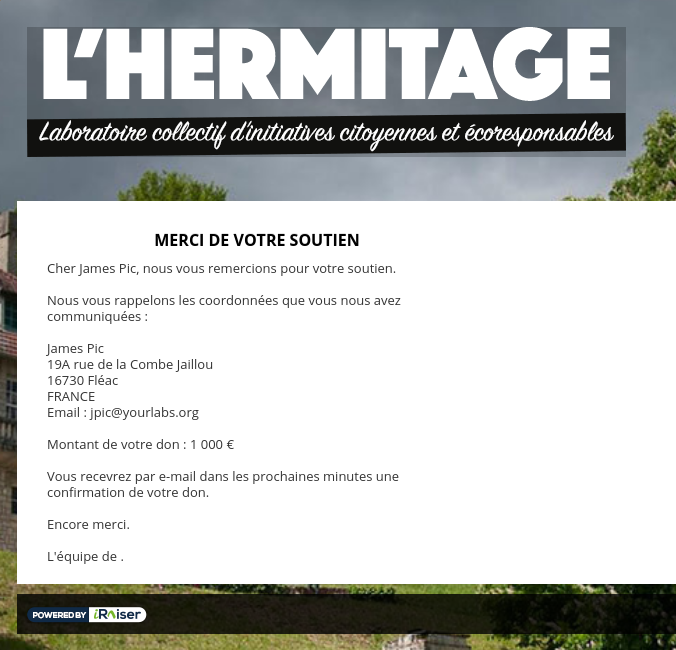 L'HERMITAGE
Laboratoire collectif d'initiatives citoyennes et écoresponsables
MERCI DE VOTRE SOUTIEN
Cher James Pic, nous vous remercions pour votre soutien.
Nous vous rappelons les coordonnées que vous nous avez
communiquées :
James Pic
19A rue de la Combe Jaillou
16730 Fléac
FRANCE
Email : jpic@yourlabs.org
Montant de votre don : 1 000 €
Vous recevrez par e-mail dans les prochaines minutes une
confirmation de votre don.
Encore merci.
L'équipe de .
POWERED BY iRaiser